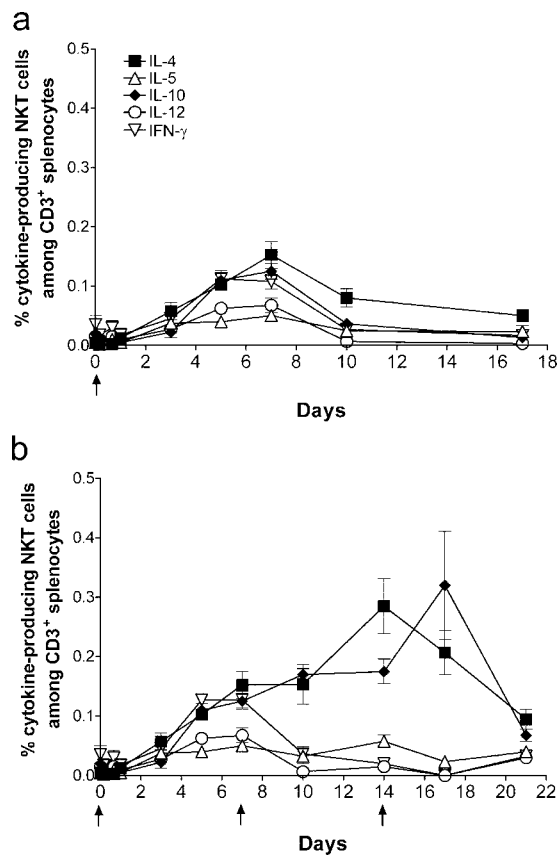 a
0.5
0.4
0.3
0.2
0.1
0.0
% cytokine-producing NKT cells
among CD3⁺ splenocytes
IL-4
IL-5
IL-10
IL-12
IFN-γ
0 2 4 6 8 10 12 14 16 18
Days
b
0.5
0.4
0.3
0.2
0.1
0.0
% cytokine-producing NKT cells
among CD3⁺ splenocytes
0 2 4 6 8 10 12 14 16 18 20 22
Days